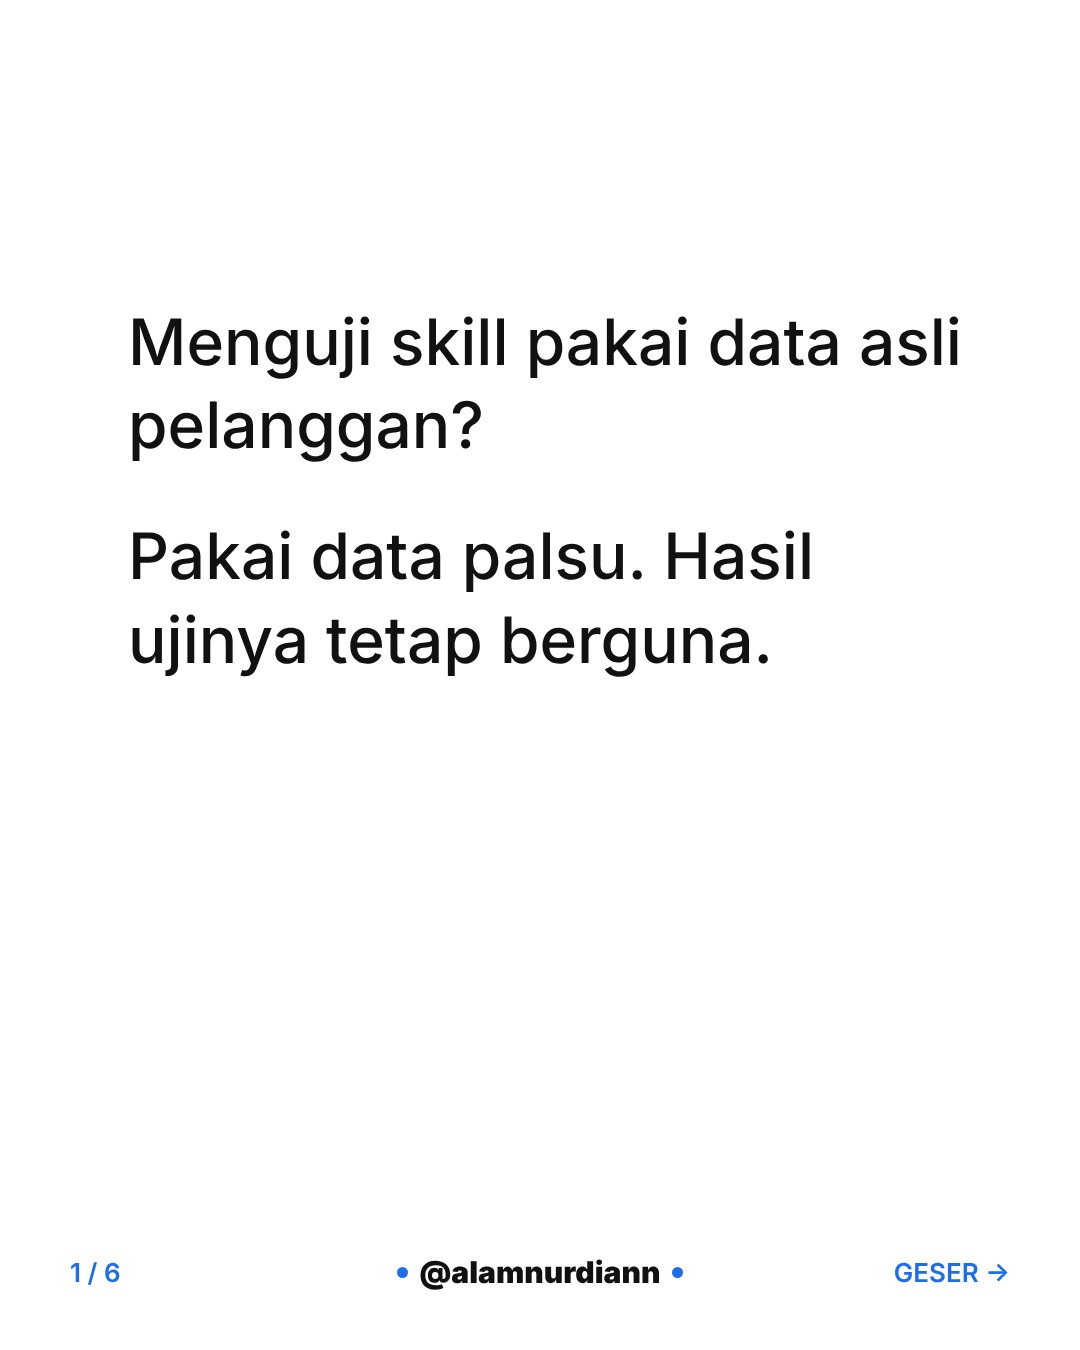 Menguji skill pakai data asli
pelanggan?
Pakai data palsu. Hasil
ujinya tetap berguna.
1 / 6
• @alamnurdiann •
GESER →